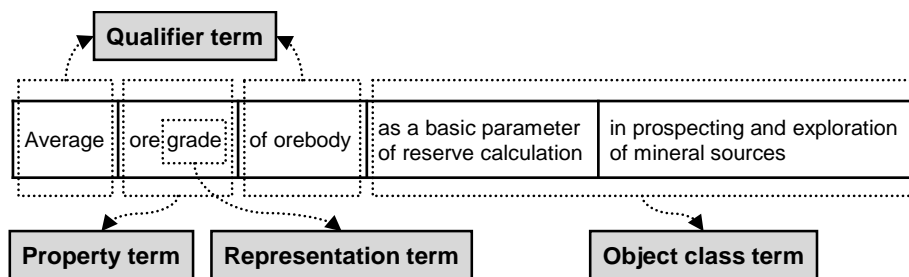 Qualifier term
Average
ore grade
of orebody
as a basic parameter
of reserve calculation
in prospecting and exploration
of mineral sources
Property term
Representation term
Object class term